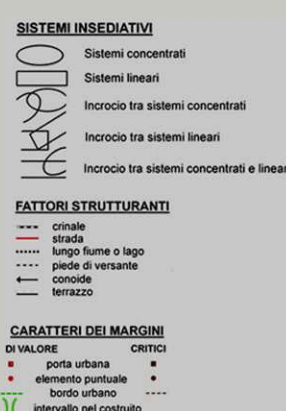 SISTEMI INSEDIATIVI
Sistemi concentrati
Sistemi lineari
Incrocio tra sistemi concentrati
Incrocio tra sistemi lineari
Incrocio tra sistemi concentrati e linear
FATTORI STRUTTURANTI
crinale
strada
lungo fiume o lago
piede di versante
conoide
terrazzo
CARATTERI DEI MARGINI
DI VALORE CRITICI
porta urbana
elemento puntuale
bordo urbano
intervallo nel costruito